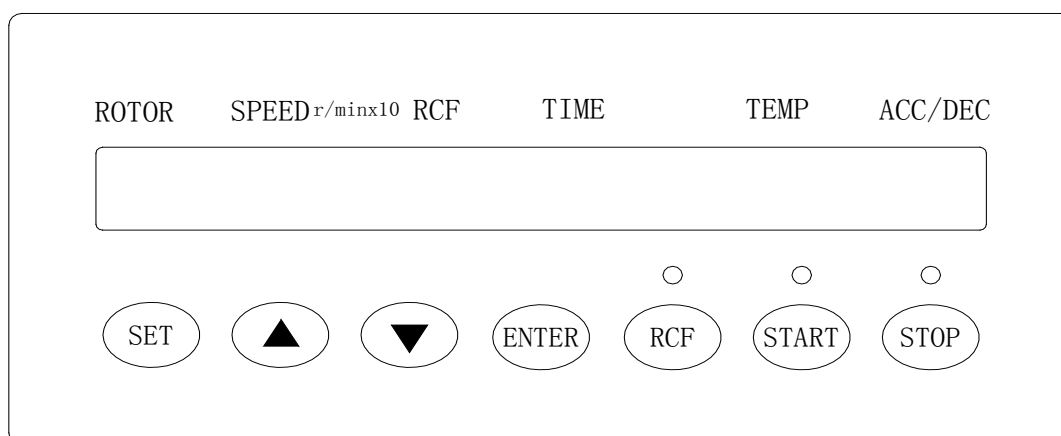 ROTOR SPEED r/minx10 RCF TIME TEMP ACC/DEC
SET ENTER RCF START STOP